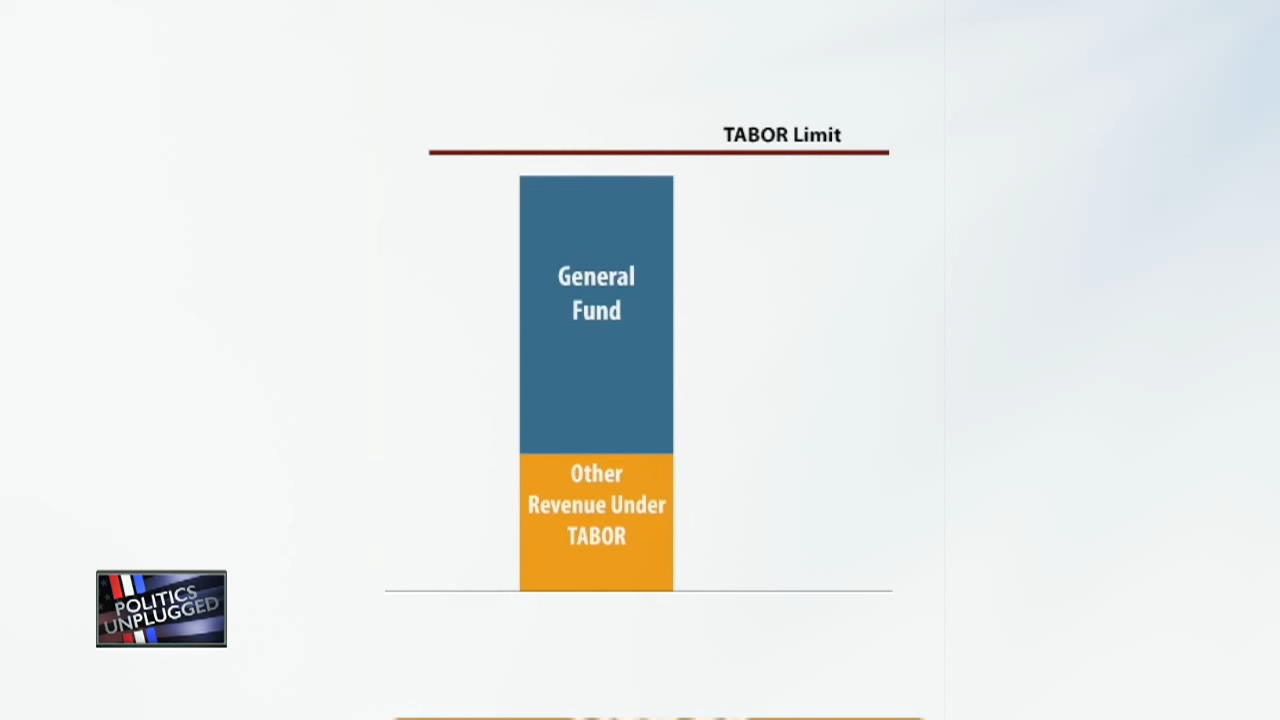 TABOR Limit
General
Fund
Other
Revenue Under
TABOR
POLITICS
UNPLUGGED